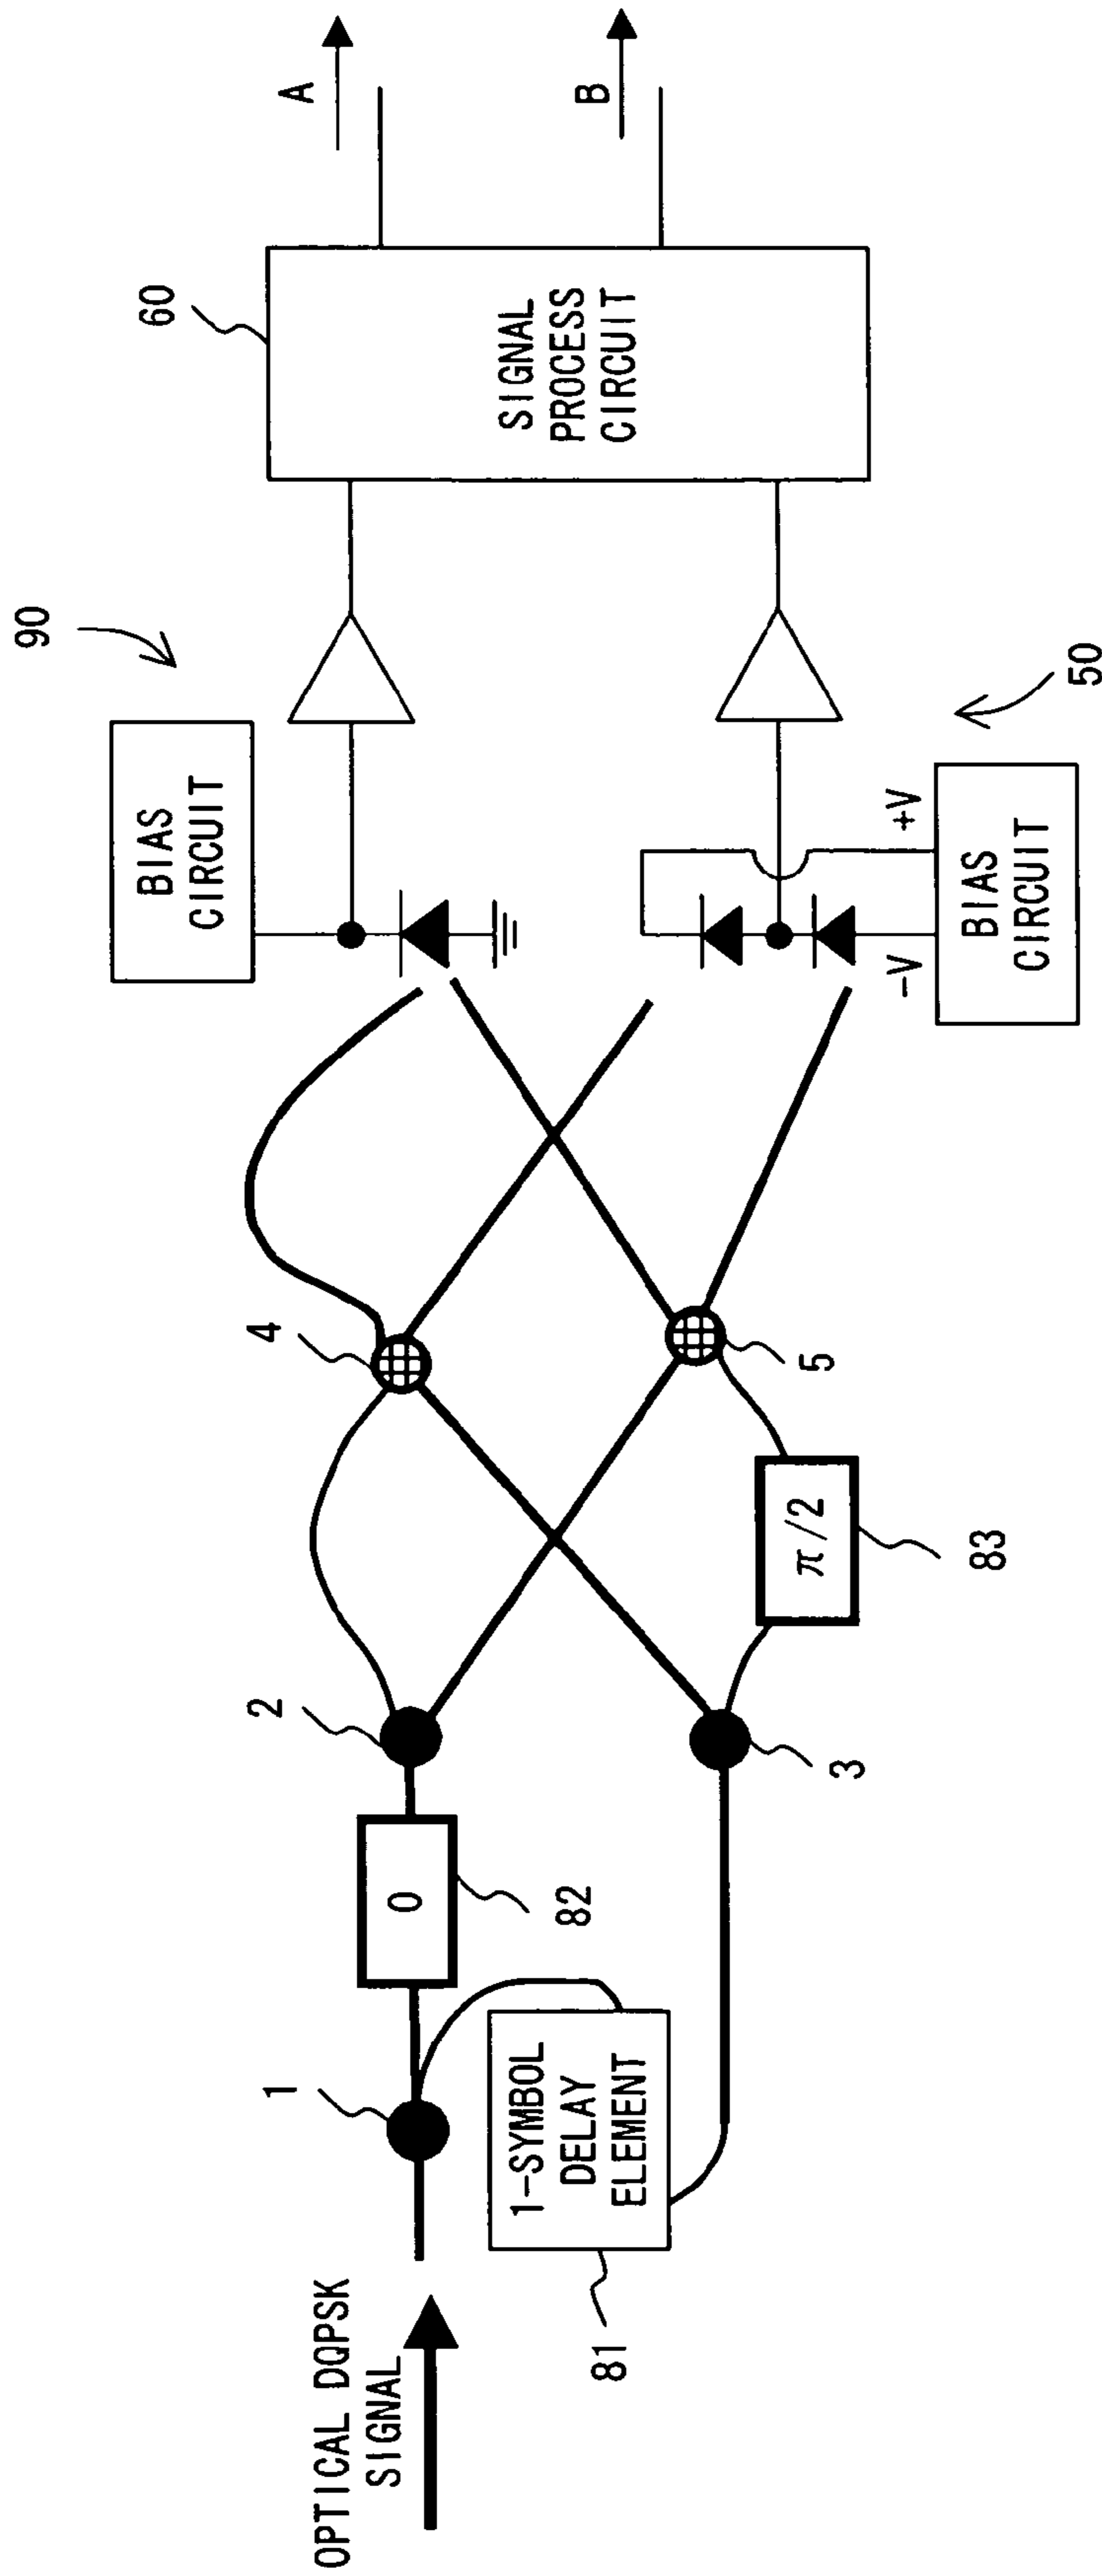 OPTICAL DQPSK
SIGNAL
1
81
1-SYMBOL
DELAY
ELEMENT
0
82
2
3
π/2
83
4
5
BIAS
CIRCUIT
90
-V
+V
BIAS
CIRCUIT
50
60
SIGNAL
PROCESS
CIRCUIT
A
B